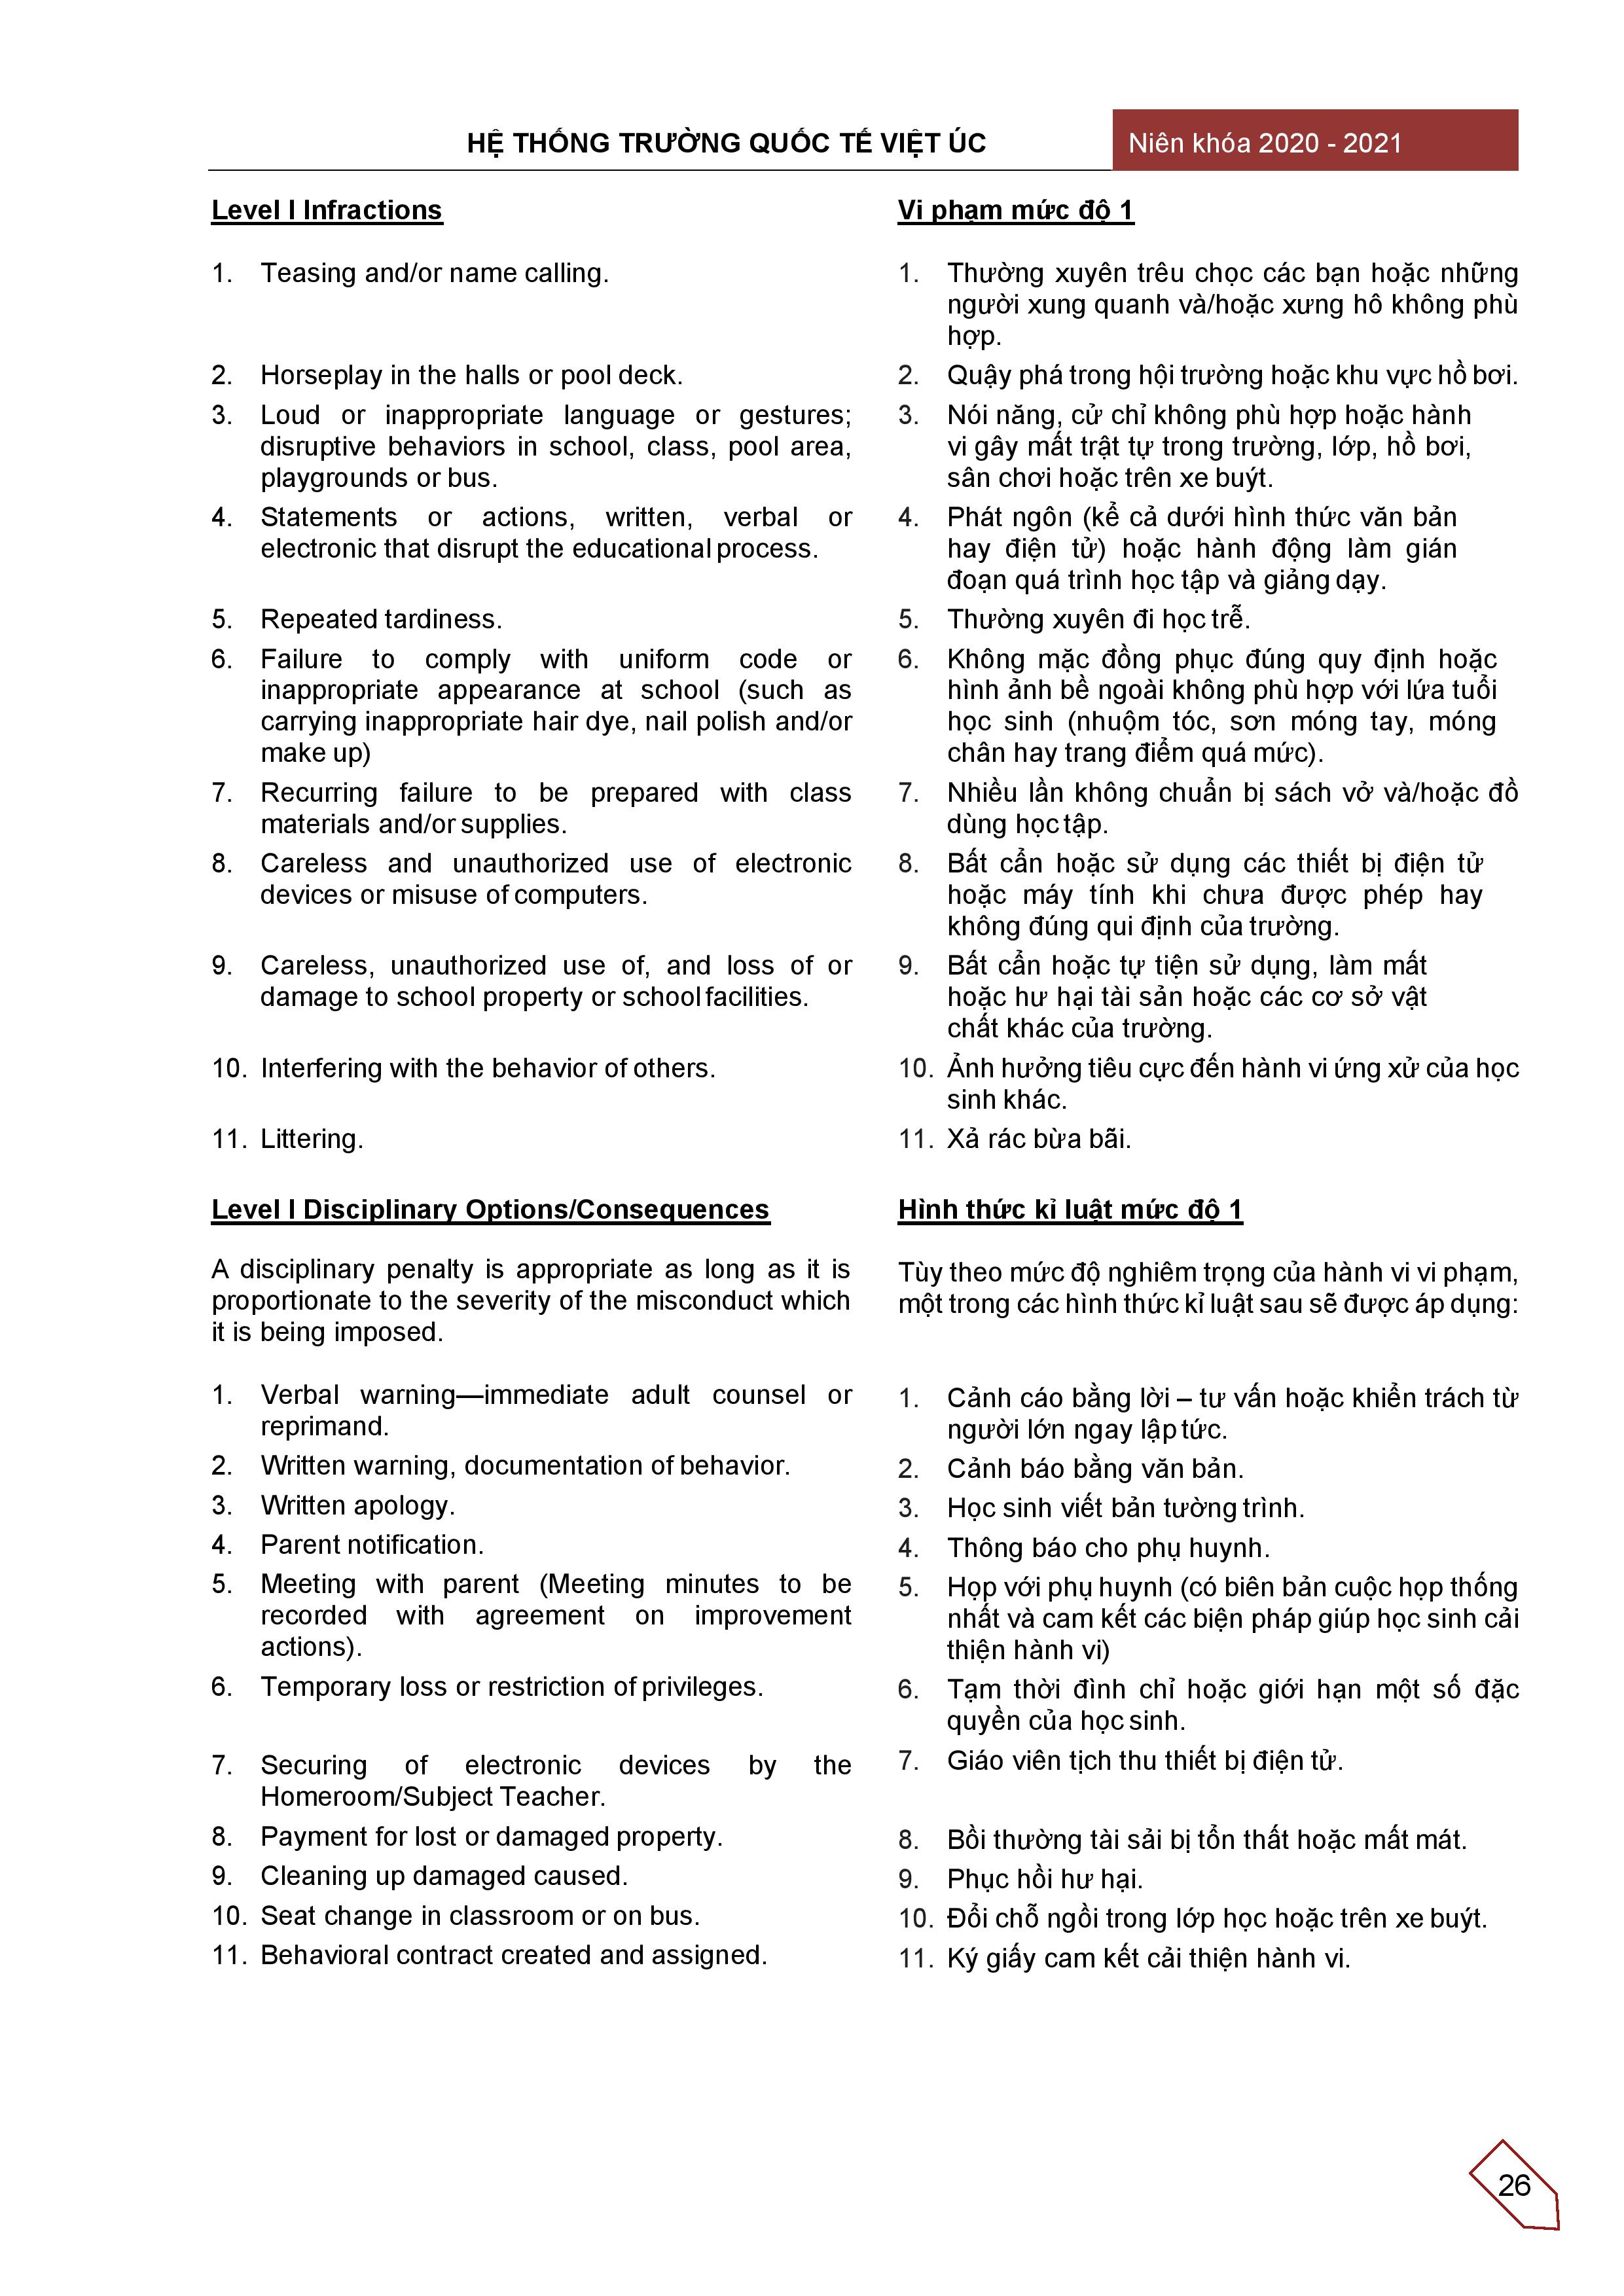 HỆ THỐNG TRƯỜNG QUỐC TẾ VIỆT ÚC
Niên khóa 2020 - 2021
Level I Infractions
1. Teasing and/or name calling.
2. Horseplay in the halls or pool deck.
3. Loud or inappropriate language or gestures;
disruptive behaviors in school, class, pool area,
playgrounds or bus.
4. Statements or actions, written, verbal or
electronic that disrupt the educational process.
5. Repeated tardiness.
6. Failure to comply with uniform code or
inappropriate appearance at school (such as
carrying inappropriate hair dye, nail polish and/or
make up)
7. Recurring failure to be prepared with class
materials and/or supplies.
8. Careless and unauthorized use of electronic
devices or misuse of computers.
9. Careless, unauthorized use of, and loss of or
damage to school property or school facilities.
10. Interfering with the behavior of others.
11. Littering.
Level I Disciplinary Options/Consequences
A disciplinary penalty is appropriate as long as it is
proportionate to the severity of the misconduct which
it is being imposed.
1. Verbal warning—immediate adult counsel or
reprimand.
2. Written warning, documentation of behavior.
3. Written apology.
4. Parent notification.
5. Meeting with parent (Meeting minutes to be
recorded with agreement on improvement
actions).
6. Temporary loss or restriction of privileges.
7. Securing of electronic devices by the
Homeroom/Subject Teacher.
8. Payment for lost or damaged property.
9. Cleaning up damaged caused.
10. Seat change in classroom or on bus.
11. Behavioral contract created and assigned.
Vi phạm mức độ 1
1. Thường xuyên trêu chọc các bạn hoặc những
người xung quanh và/hoặc xưng hô không phù
hợp.
2. Quậy phá trong hội trường hoặc khu vực hồ bơi.
3. Nói năng, cử chỉ không phù hợp hoặc hành
vi gây mất trật tự trong trường, lớp, hồ bơi,
sân chơi hoặc trên xe buýt.
4. Phát ngôn (kể cả dưới hình thức văn bản
hay điện tử) hoặc hành động làm gián
đoạn quá trình học tập và giảng dạy.
5. Thường xuyên đi học trễ.
6. Không mặc đồng phục đúng quy định hoặc
hình ảnh bề ngoài không phù hợp với lứa tuổi
học sinh (nhuộm tóc, sơn móng tay, móng
chân hay trang điểm quá mức).
7. Nhiều lần không chuẩn bị sách vở và/hoặc đồ
dùng học tập.
8. Bất cẩn hoặc sử dụng các thiết bị điện tử
hoặc máy tính khi chưa được phép hay
không đúng qui định của trường.
9. Bất cẩn hoặc tự tiện sử dụng, làm mất
hoặc hư hại tài sản hoặc các cơ sở vật
chất khác của trường.
10. Ảnh hưởng tiêu cực đến hành vi ứng xử của học
sinh khác.
11. Xả rác bừa bãi.
Hình thức kỉ luật mức độ 1
Tùy theo mức độ nghiêm trọng của hành vi vi phạm,
một trong các hình thức kỉ luật sau sẽ được áp dụng:
1. Cảnh cáo bằng lời – tư vấn hoặc khiển trách từ
người lớn ngay lập tức.
2. Cảnh báo bằng văn bản.
3. Học sinh viết bản tường trình.
4. Thông báo cho phụ huynh.
5. Họp với phụ huynh (có biên bản cuộc họp thống
nhất và cam kết các biện pháp giúp học sinh cải
thiện hành vi)
6. Tạm thời đình chỉ hoặc giới hạn một số đặc
quyền của học sinh.
7. Giáo viên tịch thu thiết bị điện tử.
8. Bồi thường tài sải bị tổn thất hoặc mất mát.
9. Phục hồi hư hại.
10. Đổi chỗ ngồi trong lớp học hoặc trên xe buýt.
11. Ký giấy cam kết cải thiện hành vi.
26